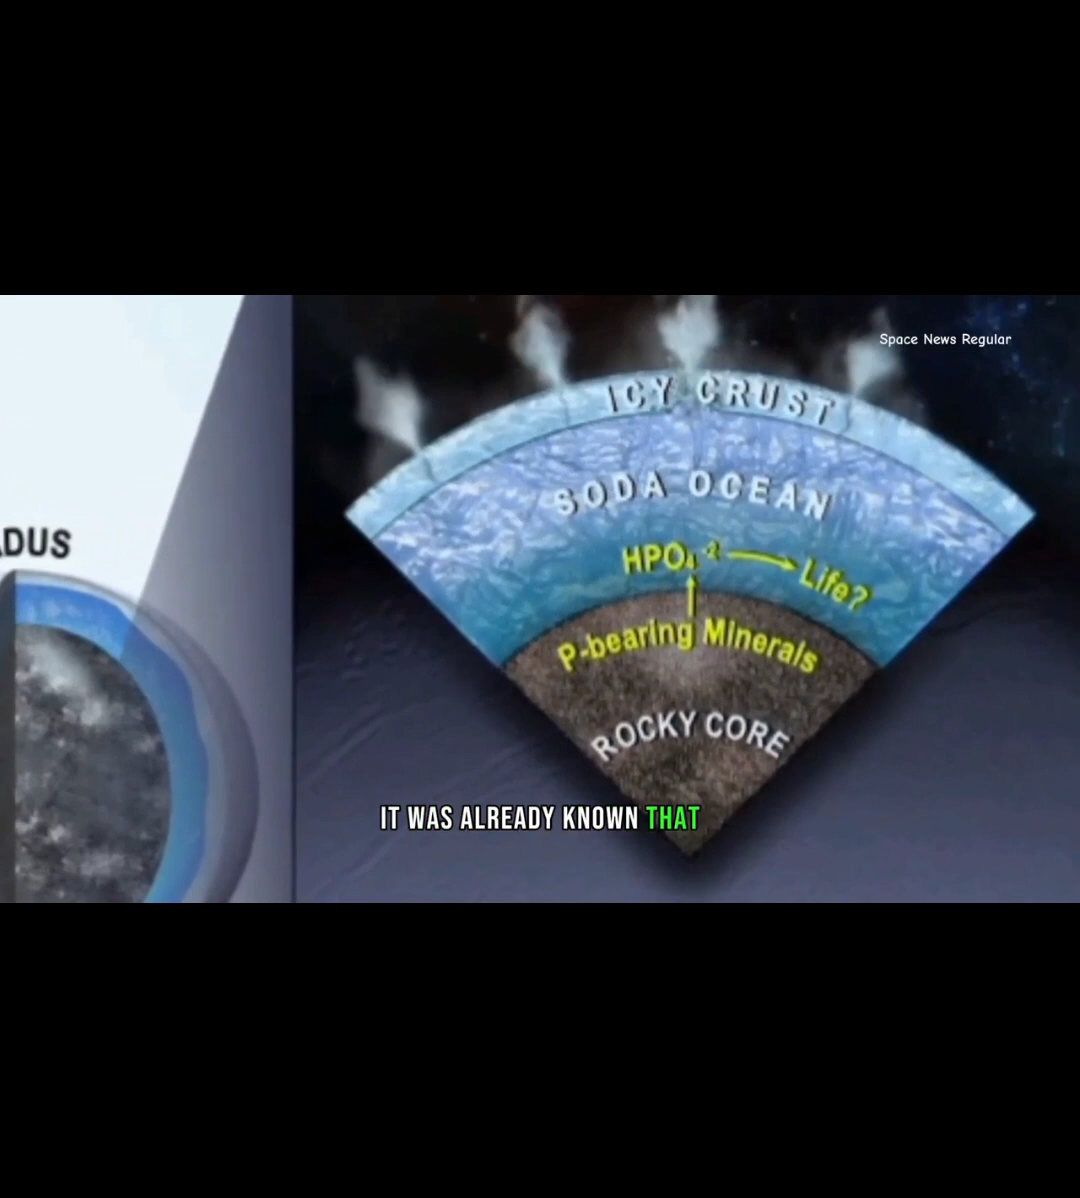 Space News Regular
ICY CRUST
SODA OCEAN
ADUS
HPO₄⁻² → Life?
P-bearing Minerals
ROCKY CORE
IT WAS ALREADY KNOWN THAT